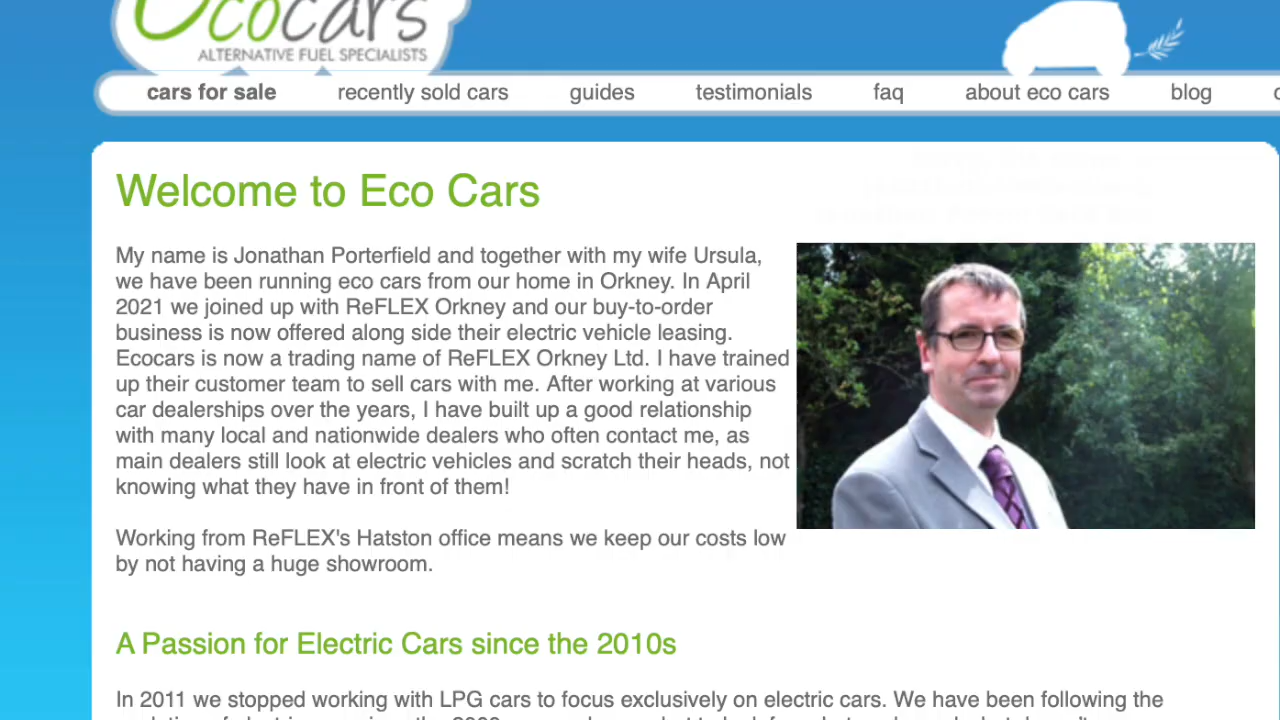 Ecocars
ALTERNATIVE FUEL SPECIALISTS
cars for sale recently sold cars guides testimonials faq about eco cars blog
Welcome to Eco Cars
My name is Jonathan Porterfield and together with my wife Ursula,
we have been running eco cars from our home in Orkney. In April
2021 we joined up with ReFLEX Orkney and our buy-to-order
business is now offered along side their electric vehicle leasing.
Ecocars is now a trading name of ReFLEX Orkney Ltd. I have trained
up their customer team to sell cars with me. After working at various
car dealerships over the years, I have built up a good relationship
with many local and nationwide dealers who often contact me, as
main dealers still look at electric vehicles and scratch their heads, not
knowing what they have in front of them!
Working from ReFLEX's Hatston office means we keep our costs low
by not having a huge showroom.
A Passion for Electric Cars since the 2010s
In 2011 we stopped working with LPG cars to focus exclusively on electric cars. We have been following the